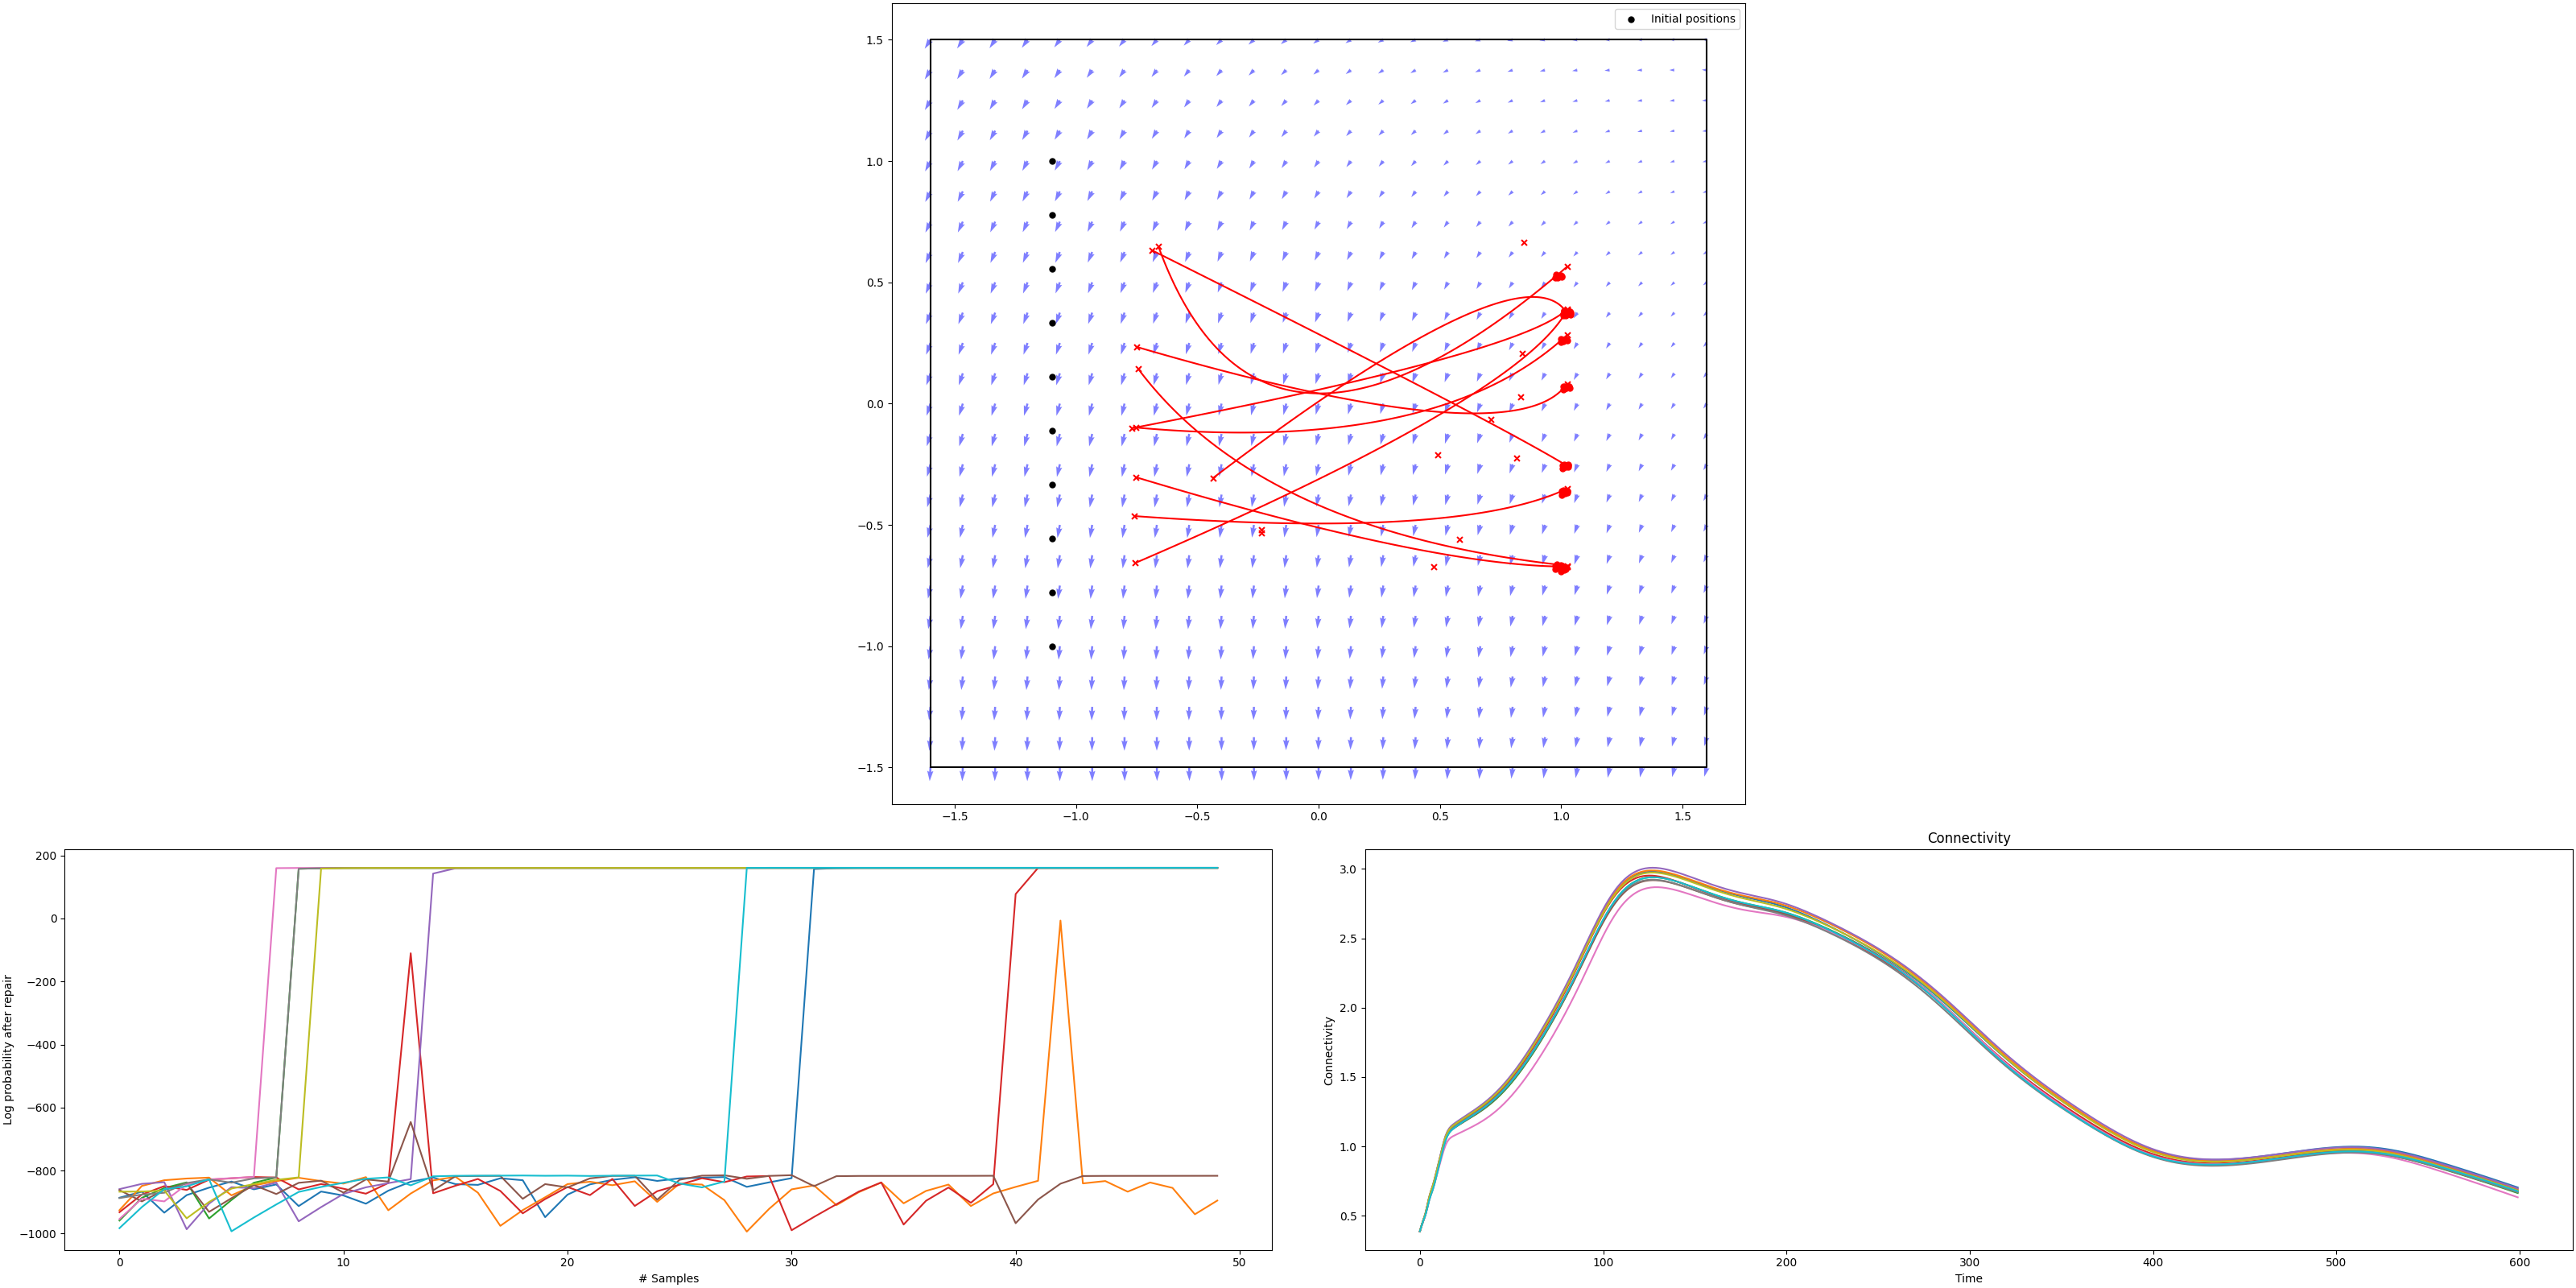 Initial positions
1.5
1.0
0.5
0.0
−0.5
−1.0
−1.5
−1.5 −1.0 −0.5 0.0 0.5 1.0 1.5
200
0
−200
−400
−600
−800
−1000
Log probability after repair
0 10 20 30 40 50
# Samples
Connectivity
3.0
2.5
2.0
1.5
1.0
0.5
Connectivity
0 100 200 300 400 500 600
Time